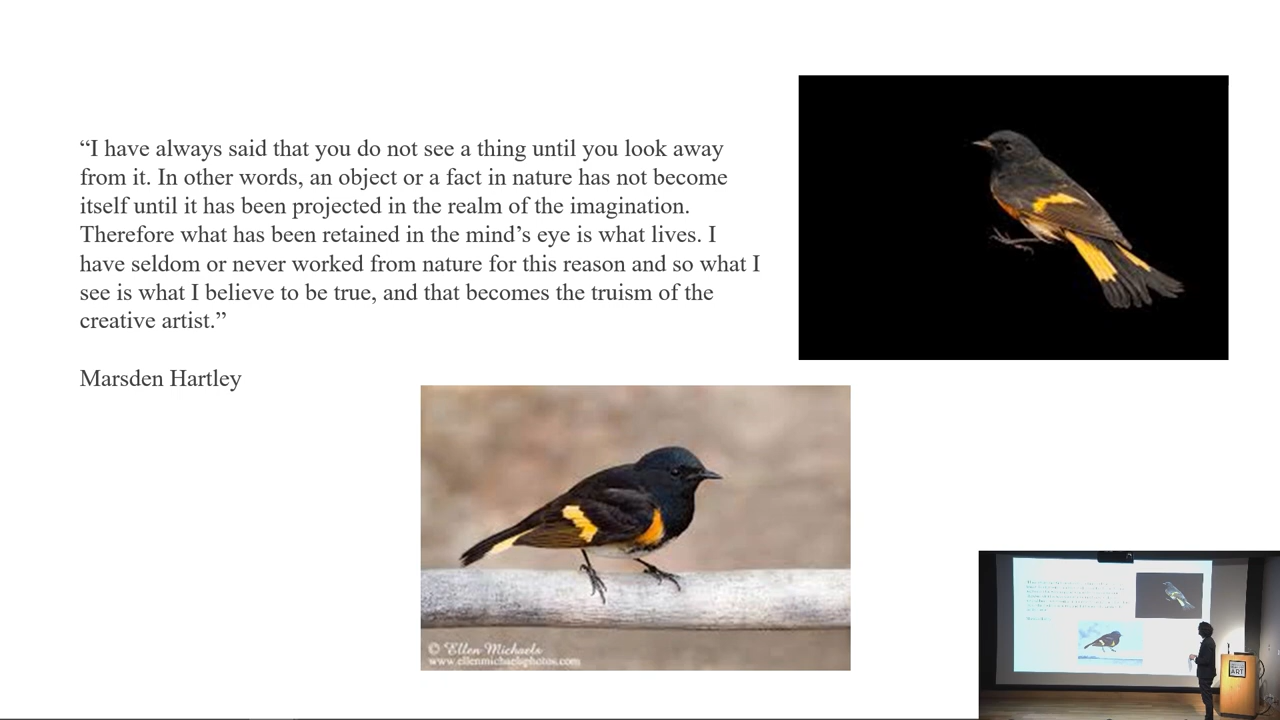 “I have always said that you do not see a thing until you look away
from it. In other words, an object or a fact in nature has not become
itself until it has been projected in the realm of the imagination.
Therefore what has been retained in the mind’s eye is what lives. I
have seldom or never worked from nature for this reason and so what I
see is what I believe to be true, and that becomes the truism of the
creative artist.”
Marsden Hartley
© Ellen Michaels
www.ellenmichaelsphotos.com
ART